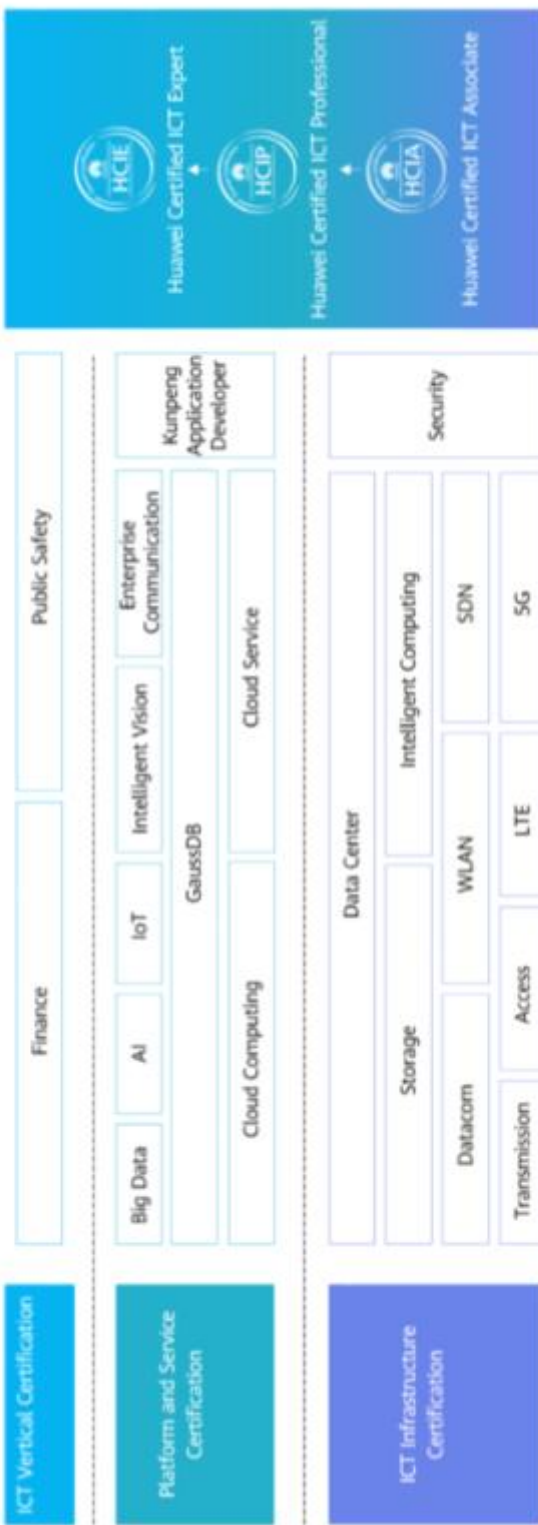 ICT Vertical Certification
Finance
Public Safety
Platform and Service
Certification
Big Data
AI
IoT
Intelligent Vision
Enterprise
Communication
GaussDB
Cloud Computing
Cloud Service
Kunpeng
Application
Developer
ICT Infrastructure
Certification
Data Center
Storage
Intelligent Computing
Datacom
WLAN
SDN
Transmission
Access
LTE
5G
Security
HCIE
Huawei Certified ICT Expert
HCIP
Huawei Certified ICT Professional
HCIA
Huawei Certified ICT Associate